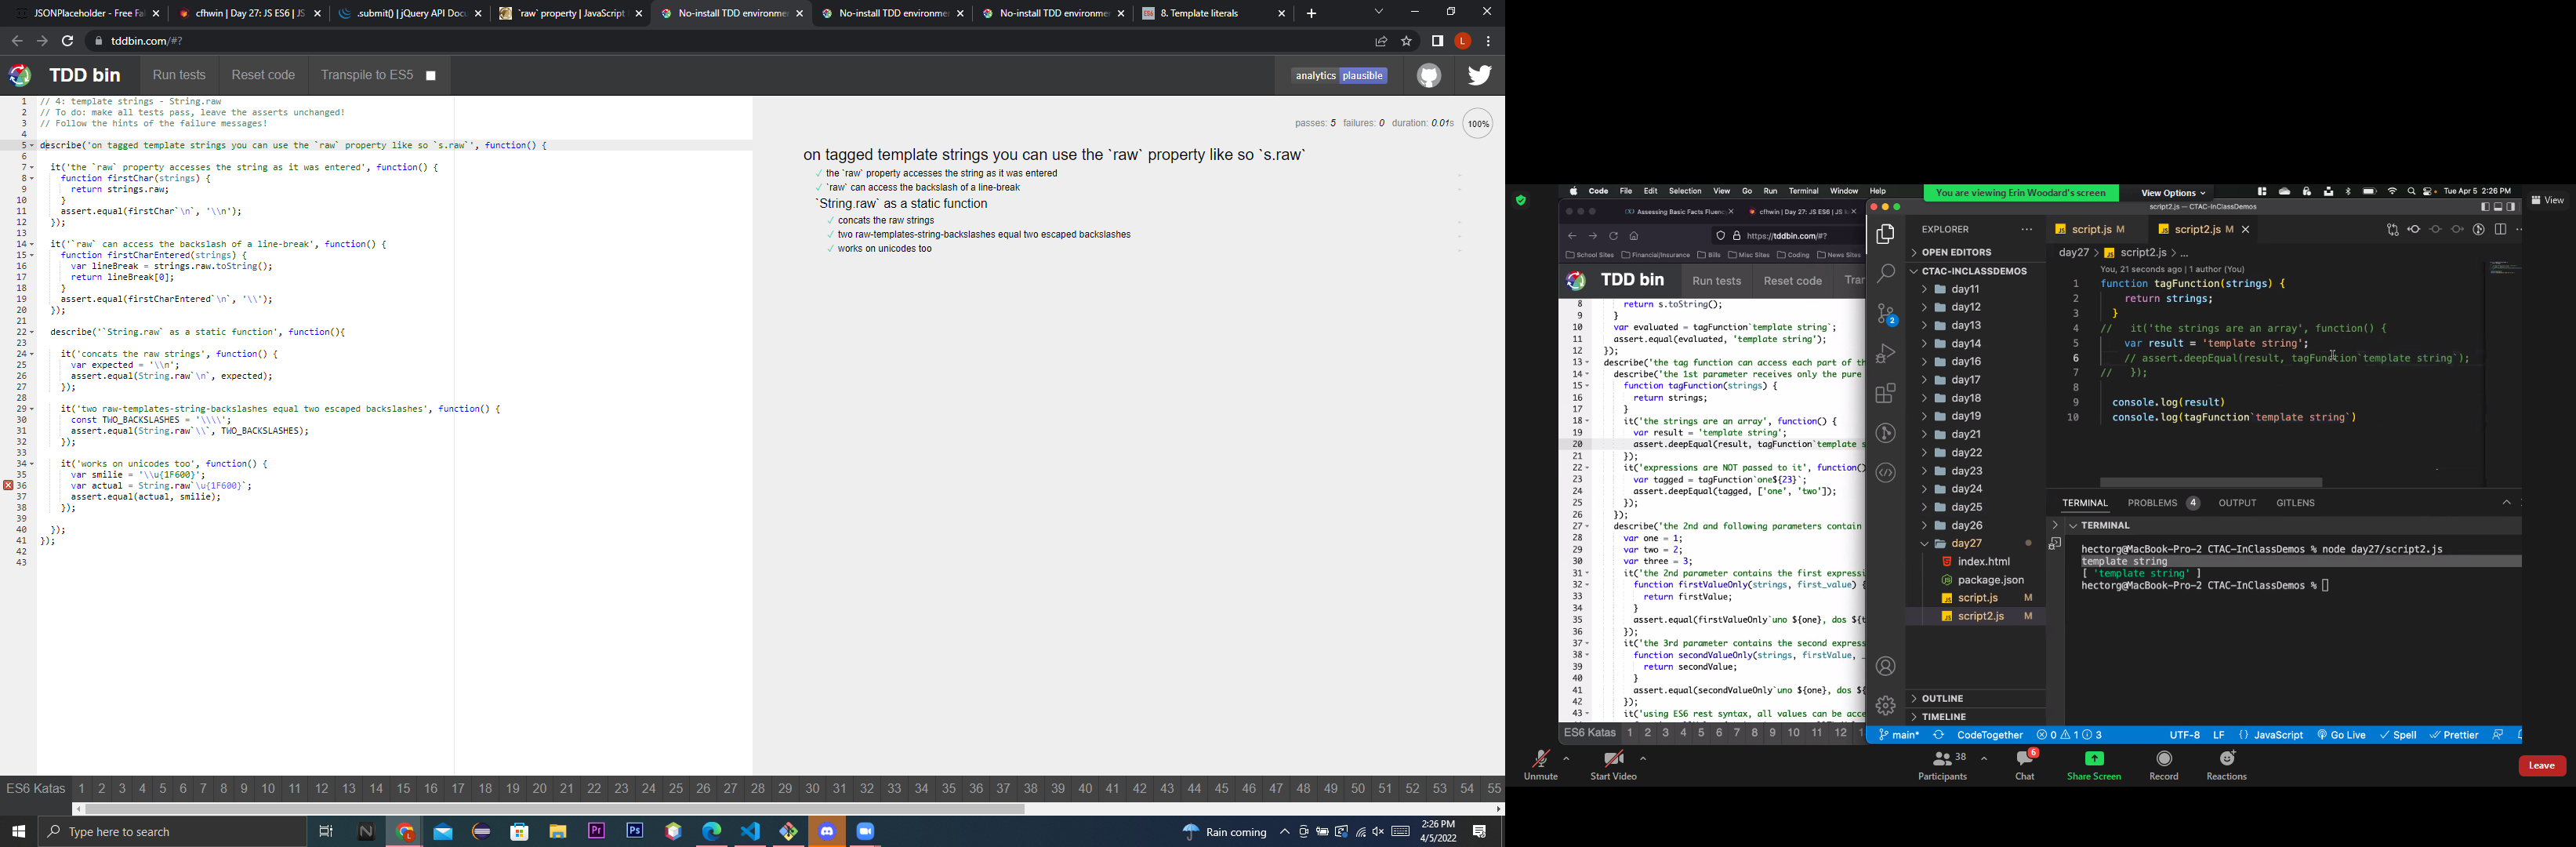 JSONPlaceholder - Free Fa
cfhwin | Day 27: JS ES6 | JS
.submit() | jQuery API Docu
`raw` property | JavaScript
No-install TDD environmen
No-install TDD environmen
No-install TDD environmen
8. Template literals
tddbin.com/#?
L
TDD bin
Run tests
Reset code
Transpile to ES5
analytics plausible
1 // 4: template strings - String.raw
2 // To do: make all tests pass, leave the asserts unchanged!
3 // Follow the hints of the failure messages!
4
5 describe('on tagged template strings you can use the `raw` property like so `s.raw`', function() {
6
7 it('the `raw` property accesses the string as it was entered', function() {
8 function firstChar(strings) {
9 return strings.raw;
10 }
11 assert.equal(firstChar`\n`, '\\n');
12 });
13
14 it('`raw` can access the backslash of a line-break', function() {
15 function firstCharEntered(strings) {
16 var lineBreak = strings.raw.toString();
17 return lineBreak[0];
18 }
19 assert.equal(firstCharEntered`\n`, '\\');
20 });
21
22 describe('`String.raw` as a static function', function(){
23
24 it('concats the raw strings', function() {
25 var expected = '\\n';
26 assert.equal(String.raw`\n`, expected);
27 });
28
29 it('two raw-templates-string-backslashes equal two escaped backslashes', function() {
30 const TWO_BACKSLASHES = '\\\\';
31 assert.equal(String.raw`\\`, TWO_BACKSLASHES);
32 });
33
34 it('works on unicodes too', function() {
35 var smilie = '\\u{1F600}';
36 var actual = String.raw`\u{1F600}`;
37 assert.equal(actual, smilie);
38 });
39
40 });
41 });
42
43
passes: 5 failures: 0 duration: 0.01s 100%
on tagged template strings you can use the `raw` property like so `s.raw`
✓ the `raw` property accesses the string as it was entered
✓ `raw` can access the backslash of a line-break
`String.raw` as a static function
✓ concats the raw strings
✓ two raw-templates-string-backslashes equal two escaped backslashes
✓ works on unicodes too
ES6 Katas 1 2 3 4 5 6 7 8 9 10 11 12 13 14 15 16 17 18 19 20 21 22 23 24 25 26 27 28 29 30 31 32 33 34 35 36 37 38 39 40 41 42 43 44 45 46 47 48 49 50 51 52 53 54 55
Type here to search
Pr
Ps
Rain coming
2:26 PM
4/5/2022
Code File Edit Selection View Go Run Terminal Window Help
You are viewing Erin Woodard's screen
View Options
Tue Apr 5 2:26 PM
View
Assessing Basic Facts Fluenc
cfhwin | Day 27: JS ES6 | JS
https://tddbin.com/#?
School Sites Financial/Insurance Bills Misc Sites Coding News Sites
TDD bin
Run tests
Reset code
Tran
8 return s.toString();
9 }
10 var evaluated = tagFunction`template string`;
11 assert.equal(evaluated, 'template string');
12 });
13 describe('the tag function can access each part of th
14 describe('the 1st parameter receives only the pure
15 function tagFunction(strings) {
16 return strings;
17 }
18 it('the strings are an array', function() {
19 var result = 'template string';
20 assert.deepEqual(result, tagFunction`template s
21 });
22 it('expressions are NOT passed to it', function()
23 var tagged = tagFunction`one${23}`;
24 assert.deepEqual(tagged, ['one', 'two']);
25 });
26 });
27 describe('the 2nd and following parameters contain
28 var one = 1;
29 var two = 2;
30 var three = 3;
31 it('the 2nd parameter contains the first expressi
32 function firstValueOnly(strings, first_value) {
33 return firstValue;
34 }
35 assert.equal(firstValueOnly`uno ${one}, dos ${t
36 });
37 it('the 3rd parameter contains the second express
38 function secondValueOnly(strings, firstValue, _
39 return secondValue;
40 }
41 assert.equal(secondValueOnly`uno ${one}, dos ${
42 });
43 it('using ES6 rest syntax, all values can be acce
ES6 Katas 1 2 3 4 5 6 7 8 9 10 11 12
script2.js — CTAC-InClassDemos
EXPLORER
OPEN EDITORS
CTAC-INCLASSDEMOS
day11
day12
day13
day14
day16
day17
day18
day19
day21
day22
day23
day24
day25
day26
day27
index.html
package.json
script.js M
script2.js M
OUTLINE
TIMELINE
2
script.js M
script2.js M
day27 > script2.js > ...
You, 21 seconds ago | 1 author (You)
1 function tagFunction(strings) {
2 return strings;
3 }
4 // it('the strings are an array', function() {
5 var result = 'template string';
6 // assert.deepEqual(result, tagFunction`template string`);
7 // });
8
9 console.log(result)
10 console.log(tagFunction`template string`)
TERMINAL PROBLEMS 4 OUTPUT GITLENS
TERMINAL
hectorg@MacBook-Pro-2 CTAC-InClassDemos % node day27/script2.js
template string
[ 'template string' ]
hectorg@MacBook-Pro-2 CTAC-InClassDemos %
main* CodeTogether 0 1 3 UTF-8 LF {} JavaScript Go Live Spell Prettier
Unmute
Start Video
Participants 38
Chat 6
Share Screen
Record
Reactions
Leave